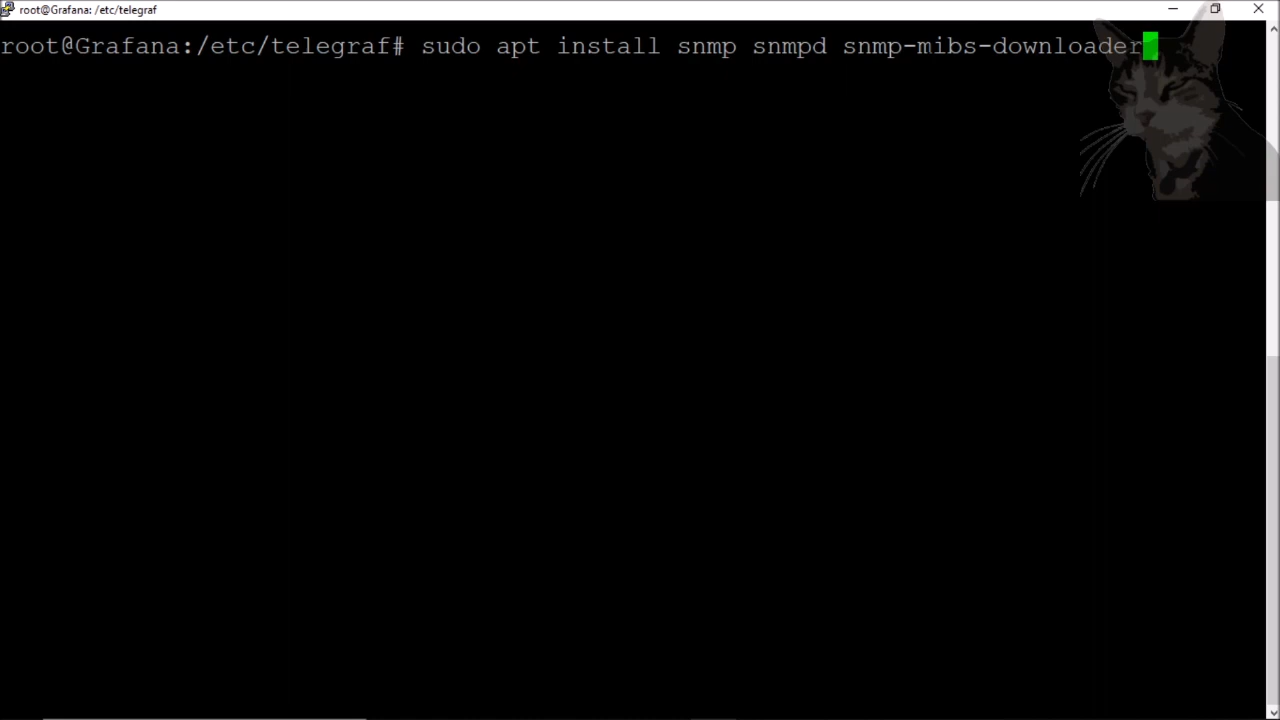 root@Grafana: /etc/telegraf
root@Grafana:/etc/telegraf# sudo apt install snmp snmpd snmp-mibs-downloader